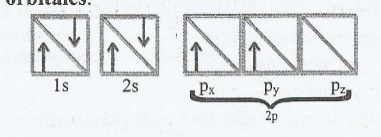 orbitales.
1s 2s px py pz
2p